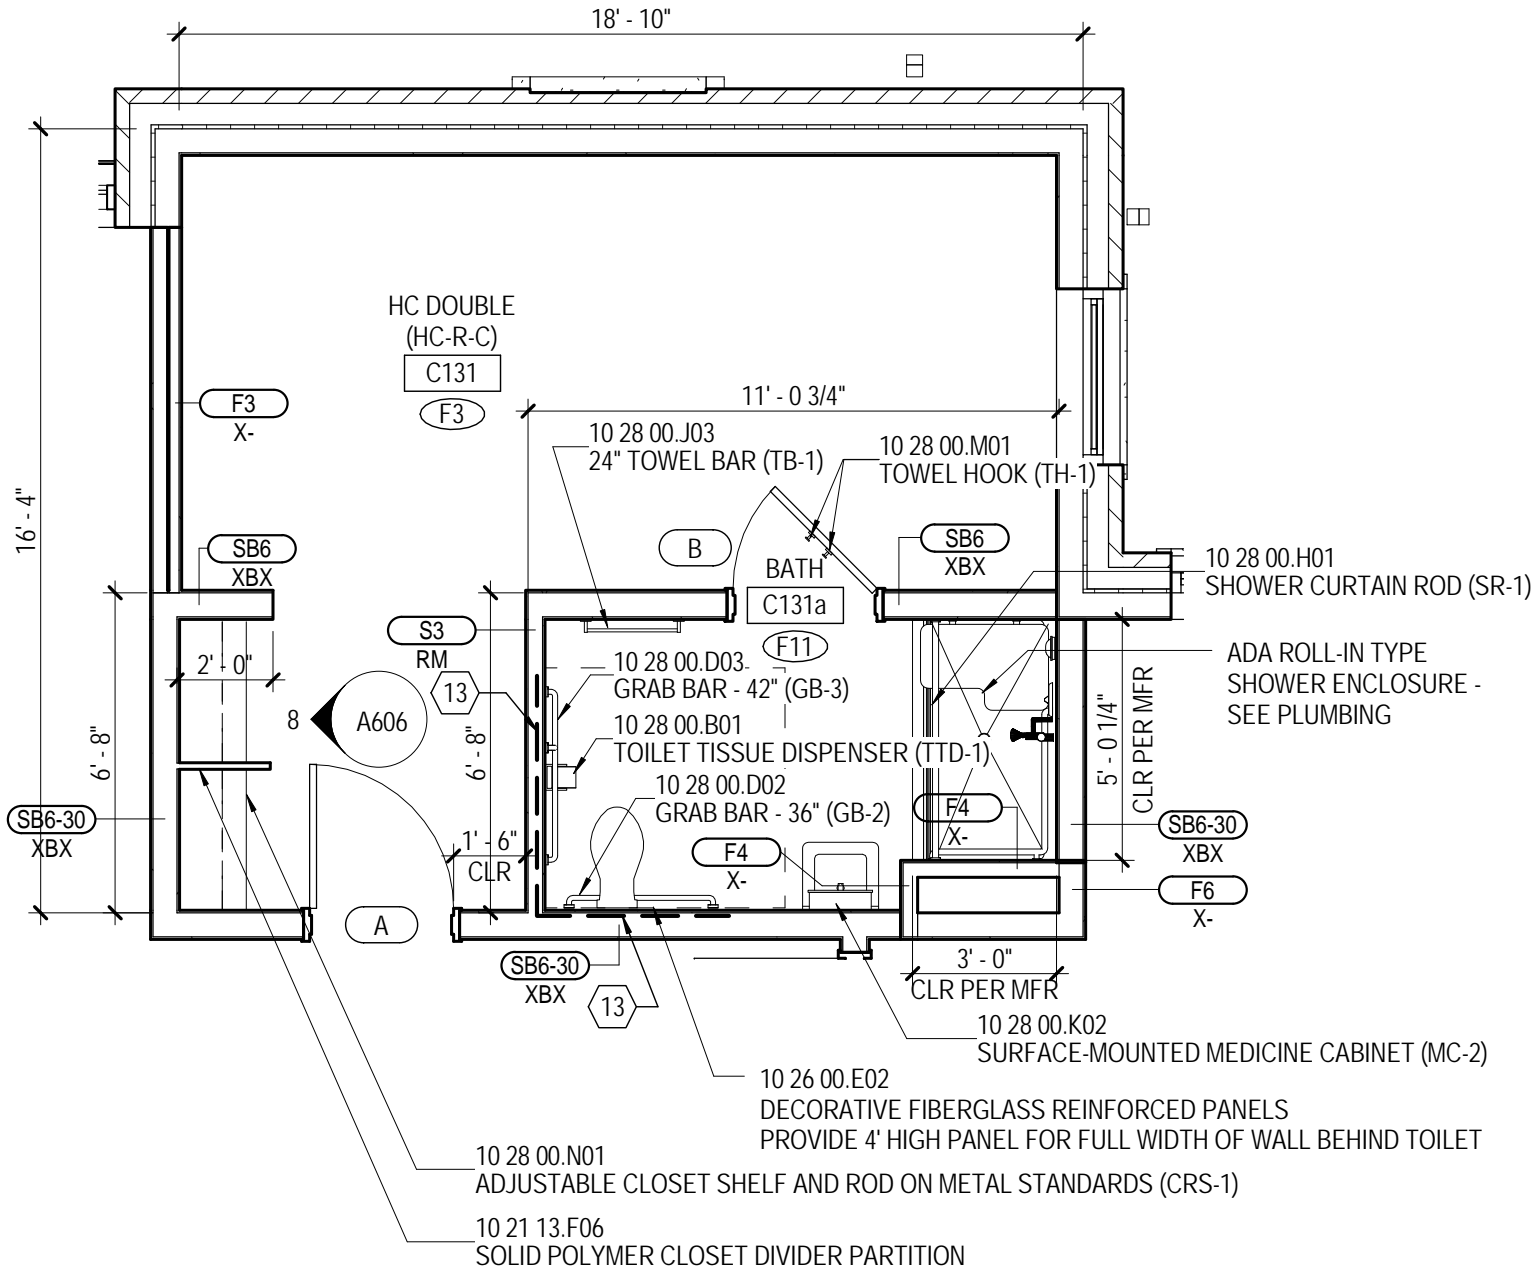 18' - 10"
16' - 4"
HC DOUBLE
(HC-R-C)
C131
F3
F3
X-
11' - 0 3/4"
10 28 00.J03
24" TOWEL BAR (TB-1)
10 28 00.M01
TOWEL HOOK (TH-1)
SB6
XBX
B
SB6
XBX
BATH
C131a
F11
10 28 00.H01
SHOWER CURTAIN ROD (SR-1)
S3
RM
13
2' - 0"
8
A606
6' - 8"
6' - 8"
10 28 00.D03
GRAB BAR - 42" (GB-3)
10 28 00.B01
TOILET TISSUE DISPENSER (TTD-1)
10 28 00.D02
GRAB BAR - 36" (GB-2)
ADA ROLL-IN TYPE
SHOWER ENCLOSURE -
SEE PLUMBING
5' - 0 1/4"
CLR PER MFR
SB6-30
XBX
1' - 6"
CLR
F4
X-
F4
X-
SB6-30
XBX
F6
X-
A
SB6-30
XBX
13
3' - 0"
CLR PER MFR
10 28 00.K02
SURFACE-MOUNTED MEDICINE CABINET (MC-2)
10 26 00.E02
DECORATIVE FIBERGLASS REINFORCED PANELS
PROVIDE 4' HIGH PANEL FOR FULL WIDTH OF WALL BEHIND TOILET
10 28 00.N01
ADJUSTABLE CLOSET SHELF AND ROD ON METAL STANDARDS (CRS-1)
10 21 13.F06
SOLID POLYMER CLOSET DIVIDER PARTITION